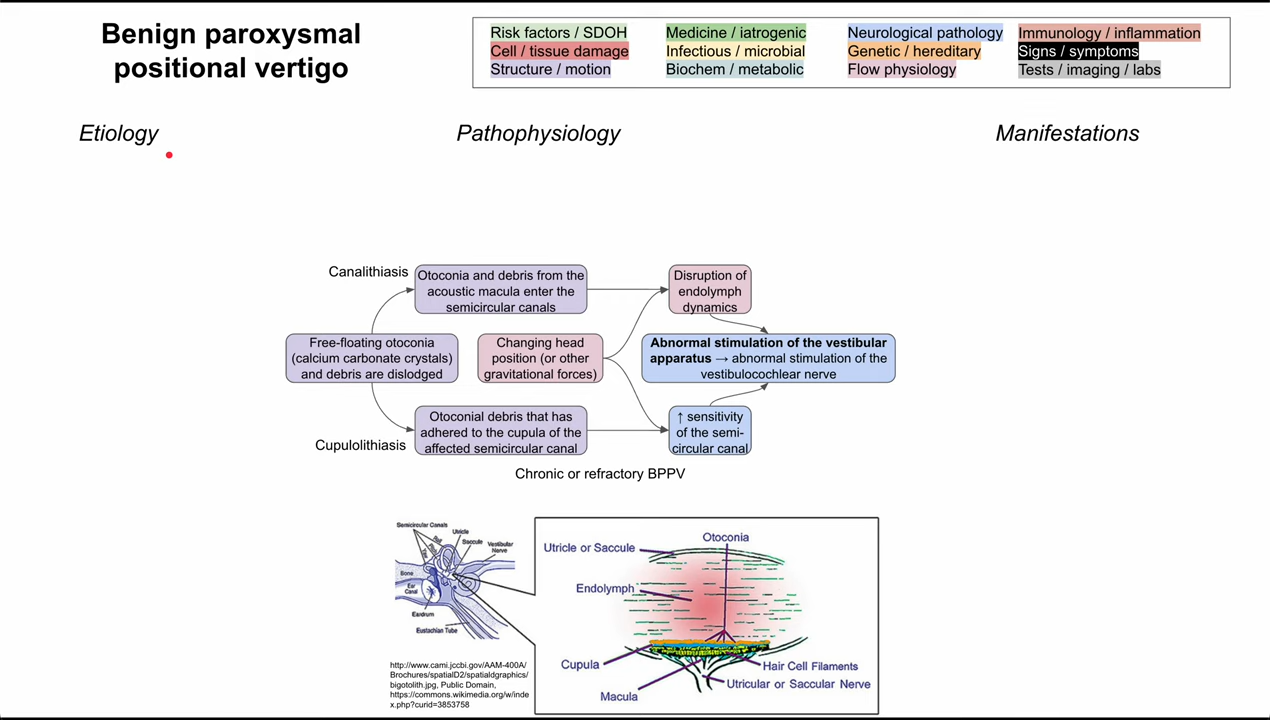 Benign paroxysmal
positional vertigo
Risk factors / SDOH
Cell / tissue damage
Structure / motion
Medicine / iatrogenic
Infectious / microbial
Biochem / metabolic
Neurological pathology
Genetic / hereditary
Flow physiology
Immunology / inflammation
Signs / symptoms
Tests / imaging / labs
Etiology
Pathophysiology
Manifestations
Canalithiasis
Otoconia and debris from the
acoustic macula enter the
semicircular canals
Disruption of
endolymph
dynamics
Free-floating otoconia
(calcium carbonate crystals)
and debris are dislodged
Changing head
position (or other
gravitational forces)
Abnormal stimulation of the vestibular
apparatus → abnormal stimulation of the
vestibulocochlear nerve
Cupulolithiasis
Otoconial debris that has
adhered to the cupula of the
affected semicircular canal
↑ sensitivity
of the semi-
circular canal
Chronic or refractory BPPV
Semicircular Canals
Utricle
Saccule
Vestibular
Nerve
Bone
Ear
Canal
Eardrum
Eustachian Tube
Otoconia
Utricle or Saccule
Endolymph
Cupula
Macula
Hair Cell Filaments
Utricular or Saccular Nerve
http://www.cami.jccbi.gov/AAM-400A/
Brochures/spatialD2/spatialdgraphics/
bigotolith.jpg, Public Domain,
https://commons.wikimedia.org/w/inde
x.php?curid=3853758